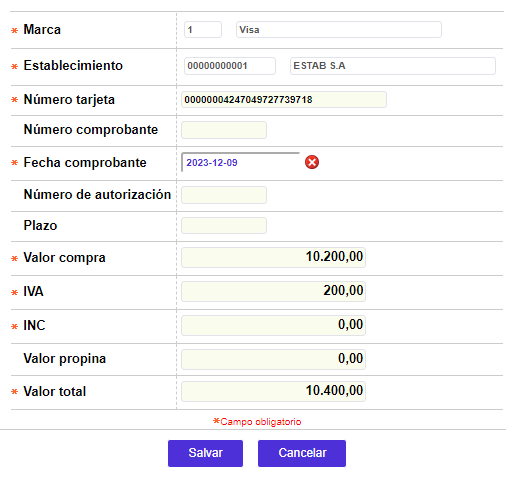 * Marca 1 Visa
* Establecimiento 00000000001 ESTAB S.A
* Número tarjeta 00000004247049727739718
Número comprobante
* Fecha comprobante 2023-12-09
Número de autorización
Plazo
* Valor compra 10.200,00
* IVA 200,00
* INC 0,00
Valor propina 0,00
* Valor total 10.400,00
*Campo obligatorio
Salvar Cancelar